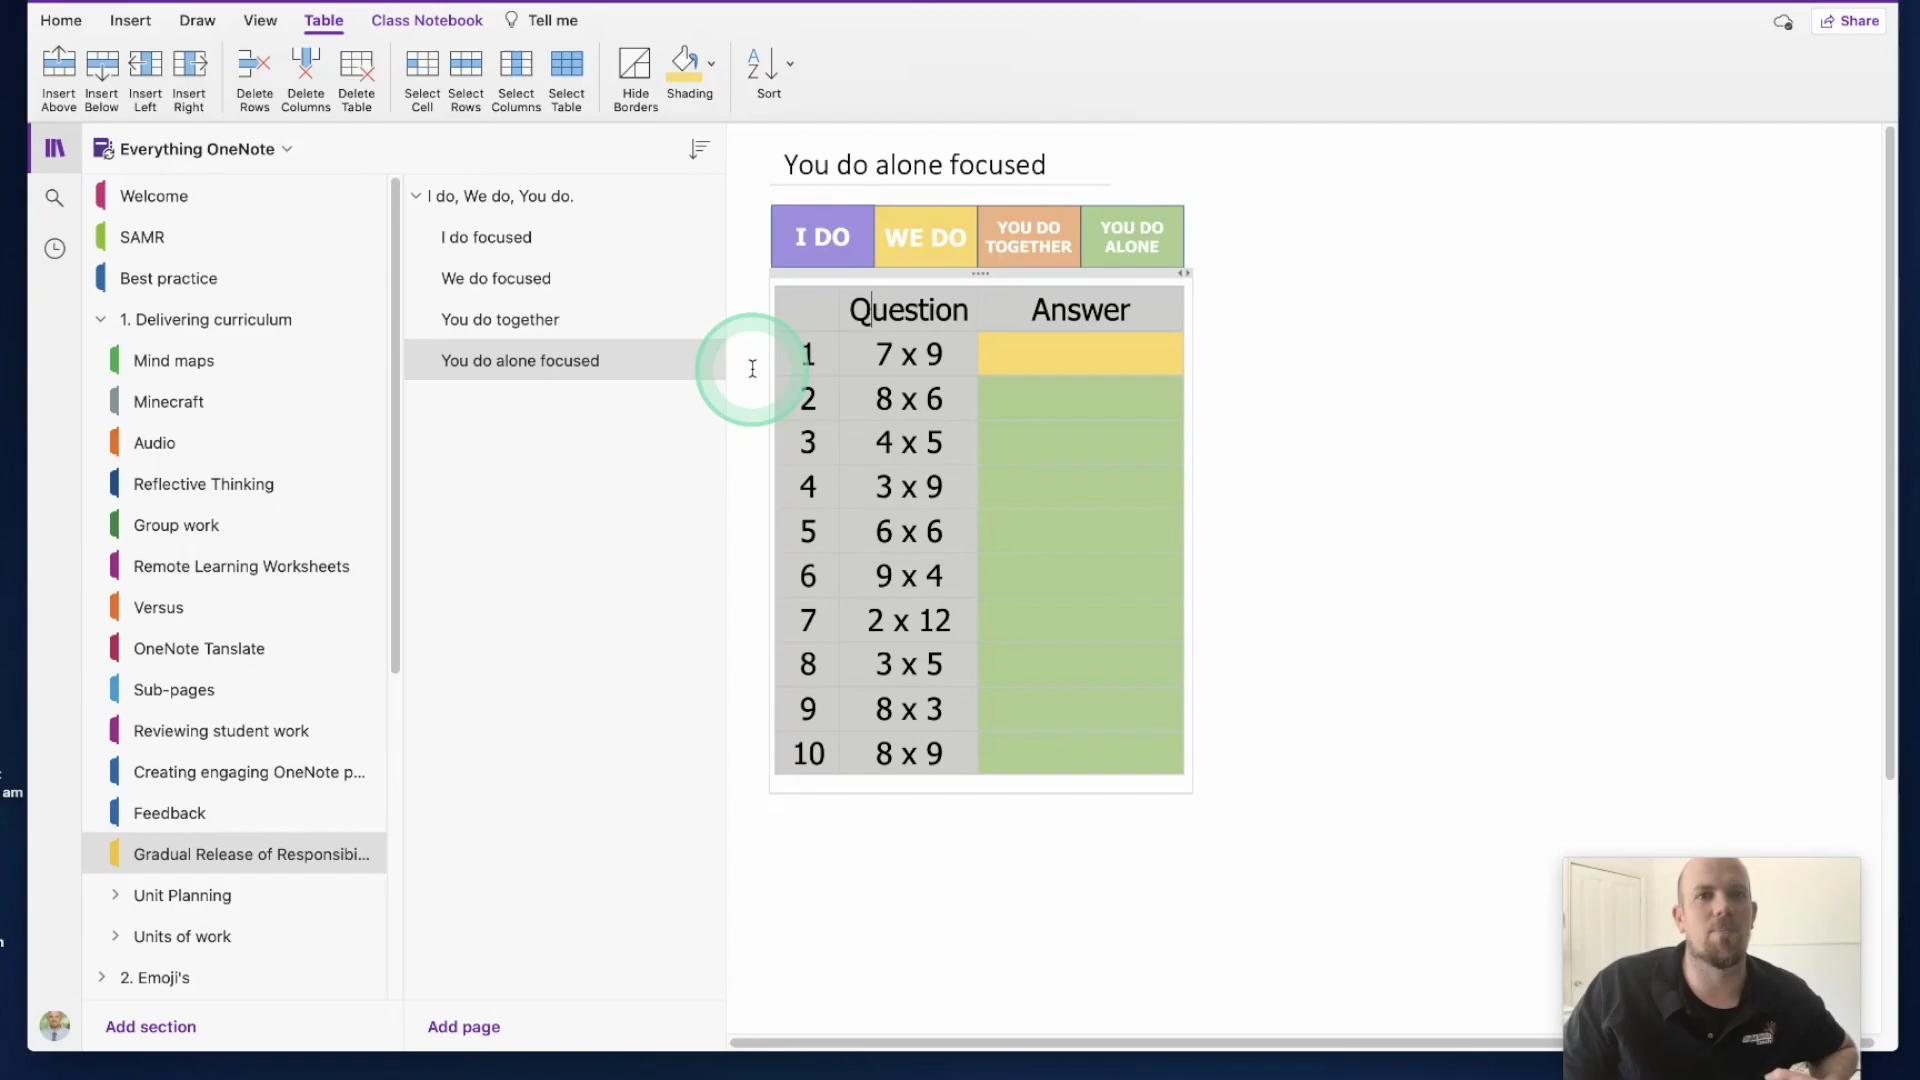 Home Insert Draw View Table Class Notebook Tell me Share
Insert Above
Insert Below
Insert Left
Insert Right
Delete Rows
Delete Columns
Delete Table
Select Cell
Select Rows
Select Columns
Select Table
Hide Borders
Shading
A Z Sort
Everything OneNote
Welcome
SAMR
Best practice
1. Delivering curriculum
Mind maps
Minecraft
Audio
Reflective Thinking
Group work
Remote Learning Worksheets
Versus
OneNote Tanslate
Sub-pages
Reviewing student work
Creating engaging OneNote p...
Feedback
Gradual Release of Responsibi...
Unit Planning
Units of work
2. Emoji's
Add section
I do, We do, You do.
I do focused
We do focused
You do together
You do alone focused
Add page
You do alone focused
I DO WE DO YOU DO TOGETHER YOU DO ALONE
Question Answer
1 7 x 9
2 8 x 6
3 4 x 5
4 3 x 9
5 6 x 6
6 9 x 4
7 2 x 12
8 3 x 5
9 8 x 3
10 8 x 9
am